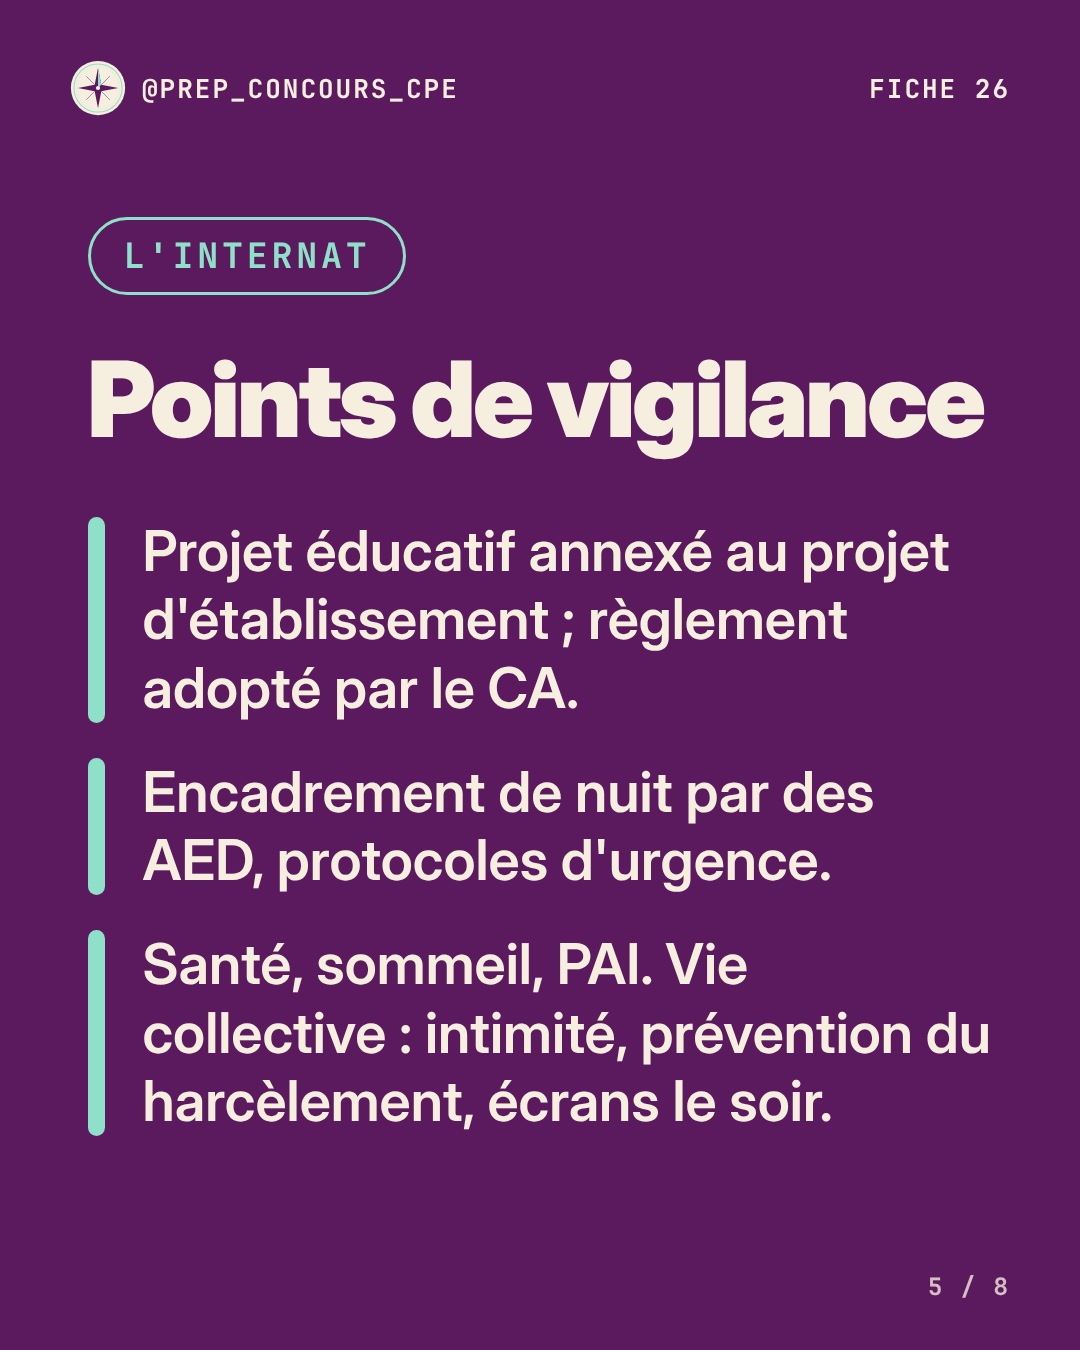 @PREP_CONCOURS_CPE
FICHE 26
L'INTERNAT
Points de vigilance
Projet éducatif annexé au projet
d'établissement ; règlement
adopté par le CA.
Encadrement de nuit par des
AED, protocoles d'urgence.
Santé, sommeil, PAI. Vie
collective : intimité, prévention du
harcèlement, écrans le soir.
5 / 8